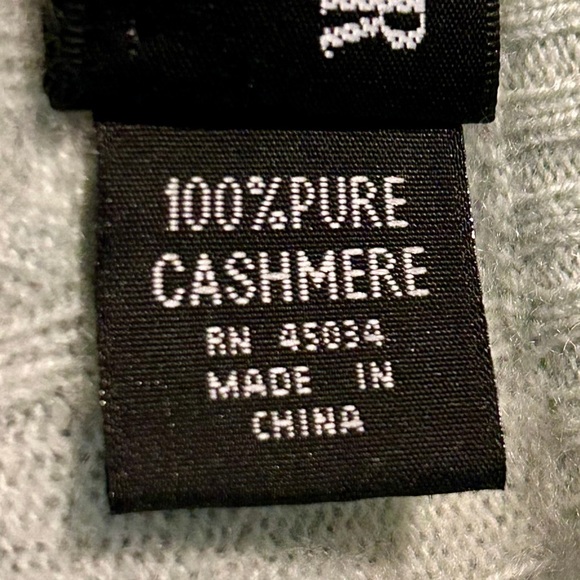 R
100%PURE
CASHMERE
RN 45034
MADE IN
CHINA